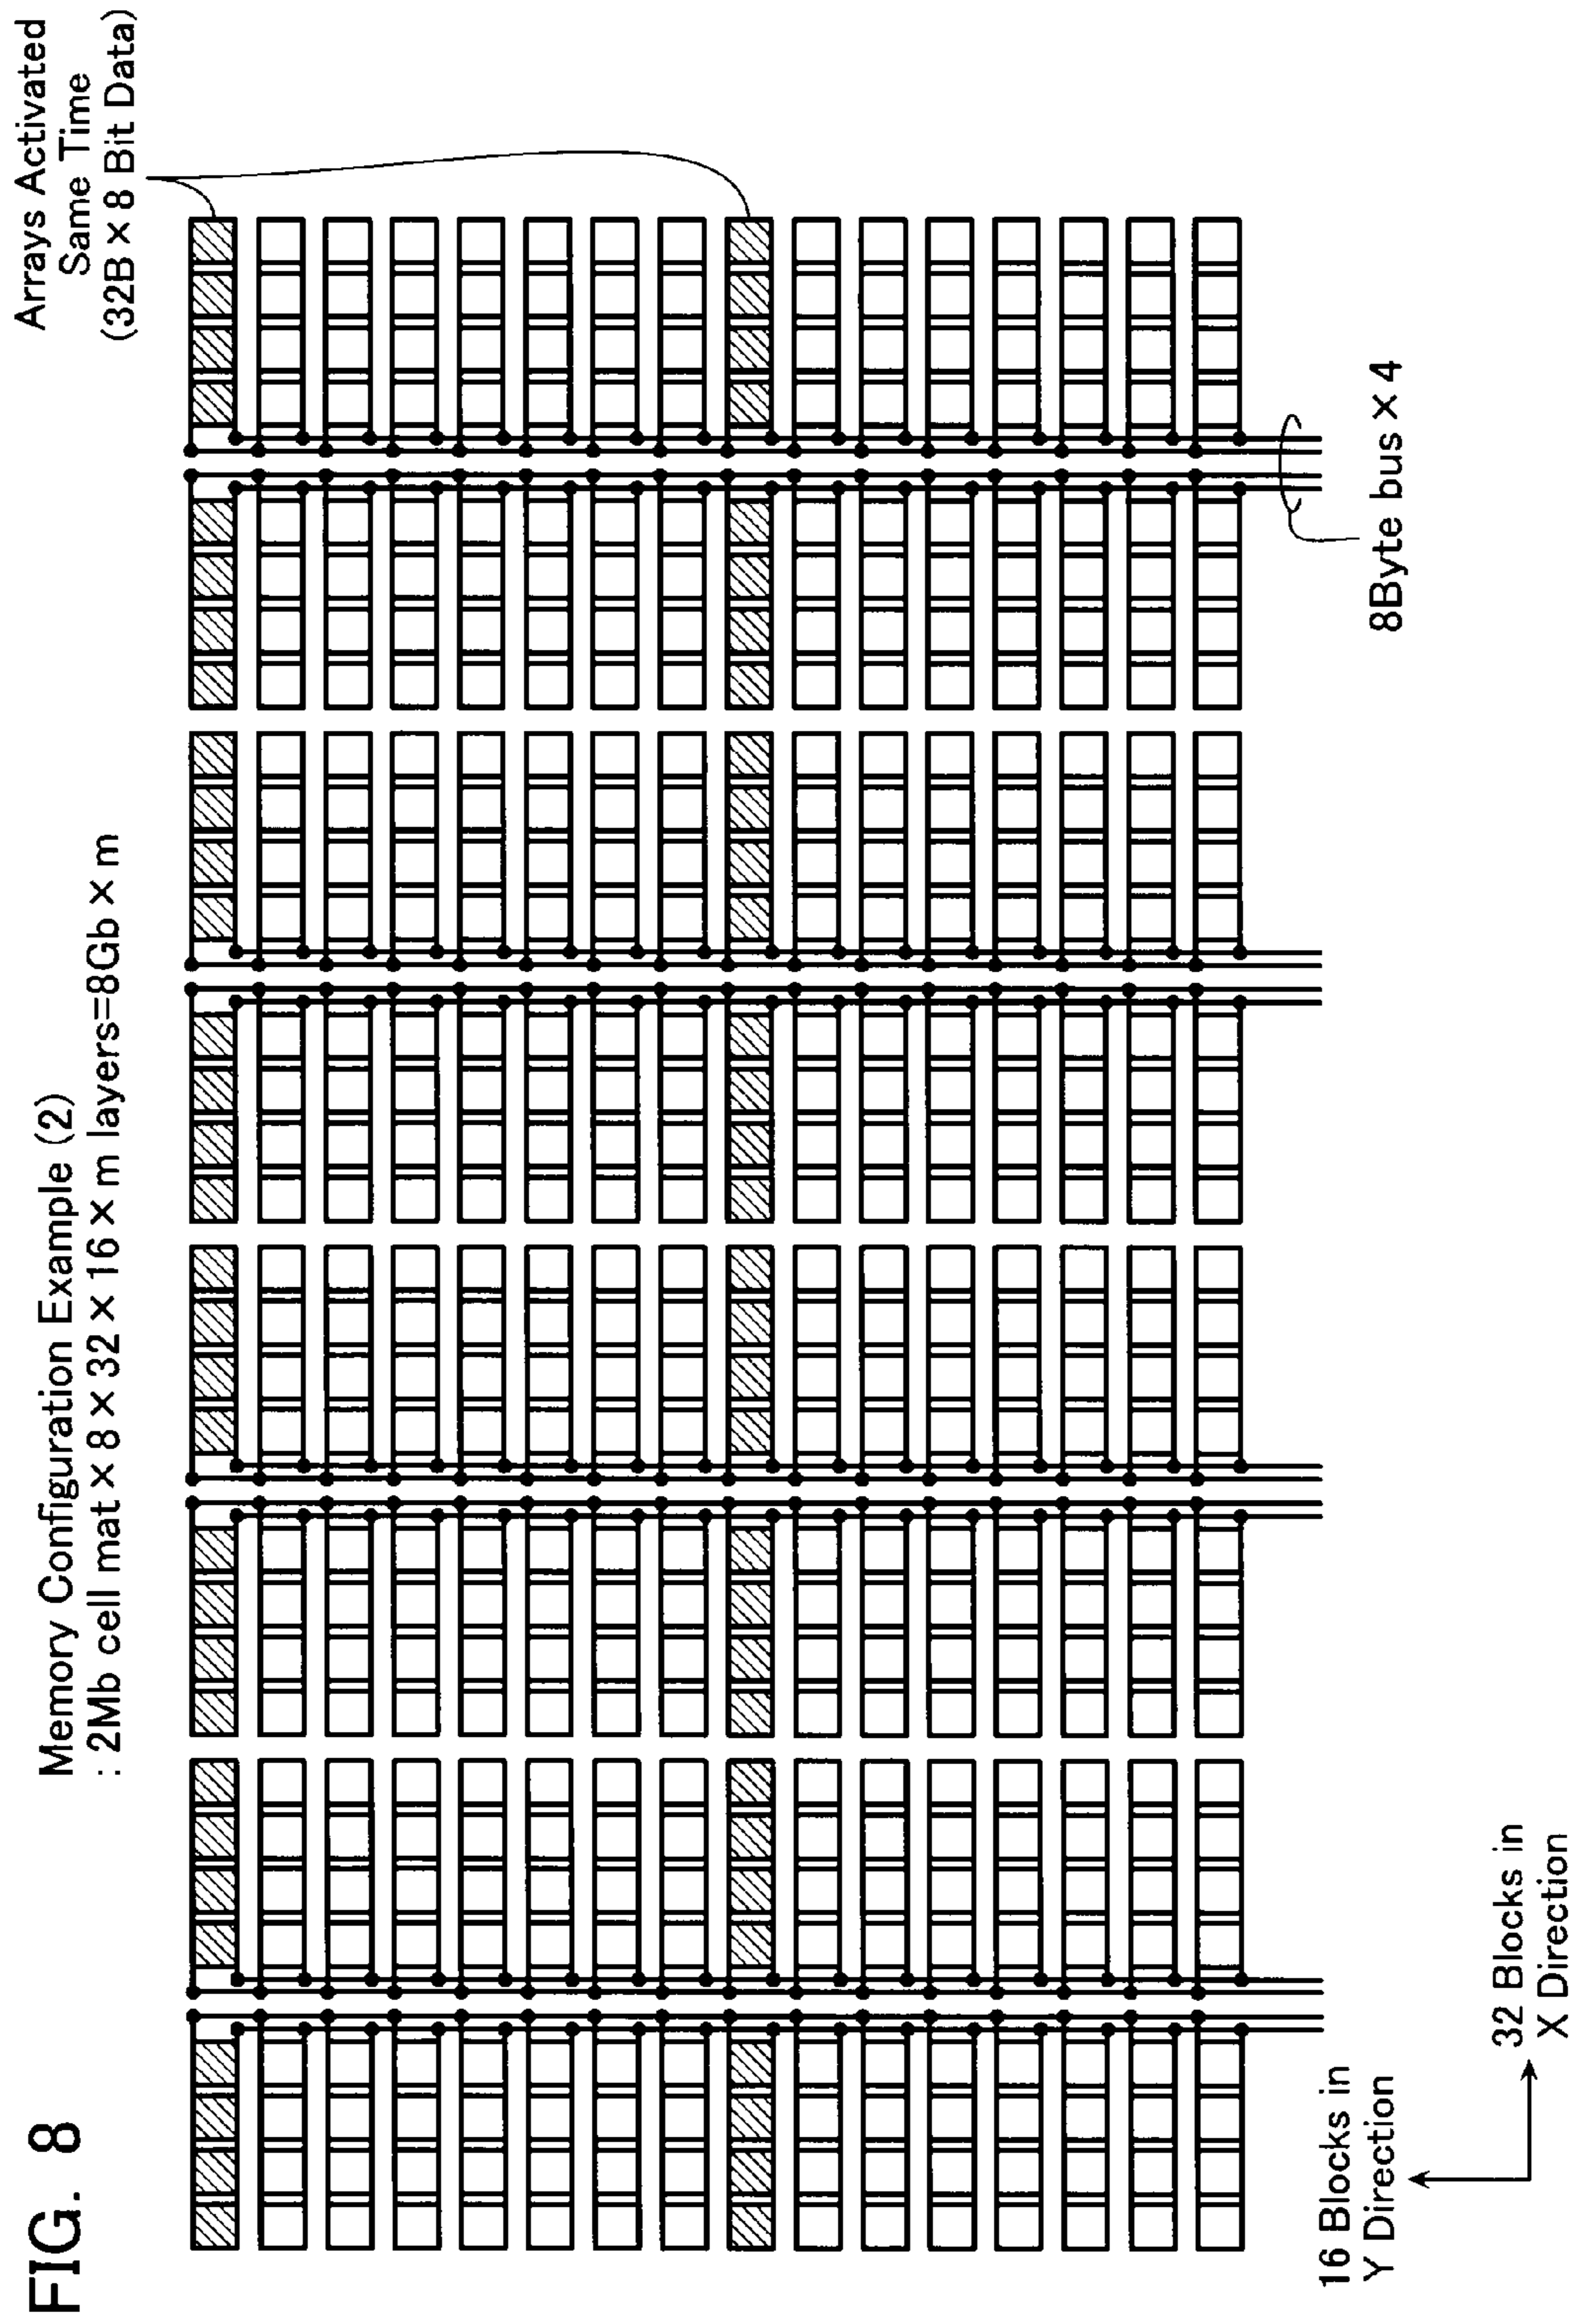 FIG. 8
Memory Configuration Example (2)
: 2Mb cell mat × 8 × 32 × 16 × m layers=8Gb × m
Arrays Activated
Same Time
(32B × 8 Bit Data)
8Byte bus × 4
16 Blocks in
Y Direction
32 Blocks in
X Direction